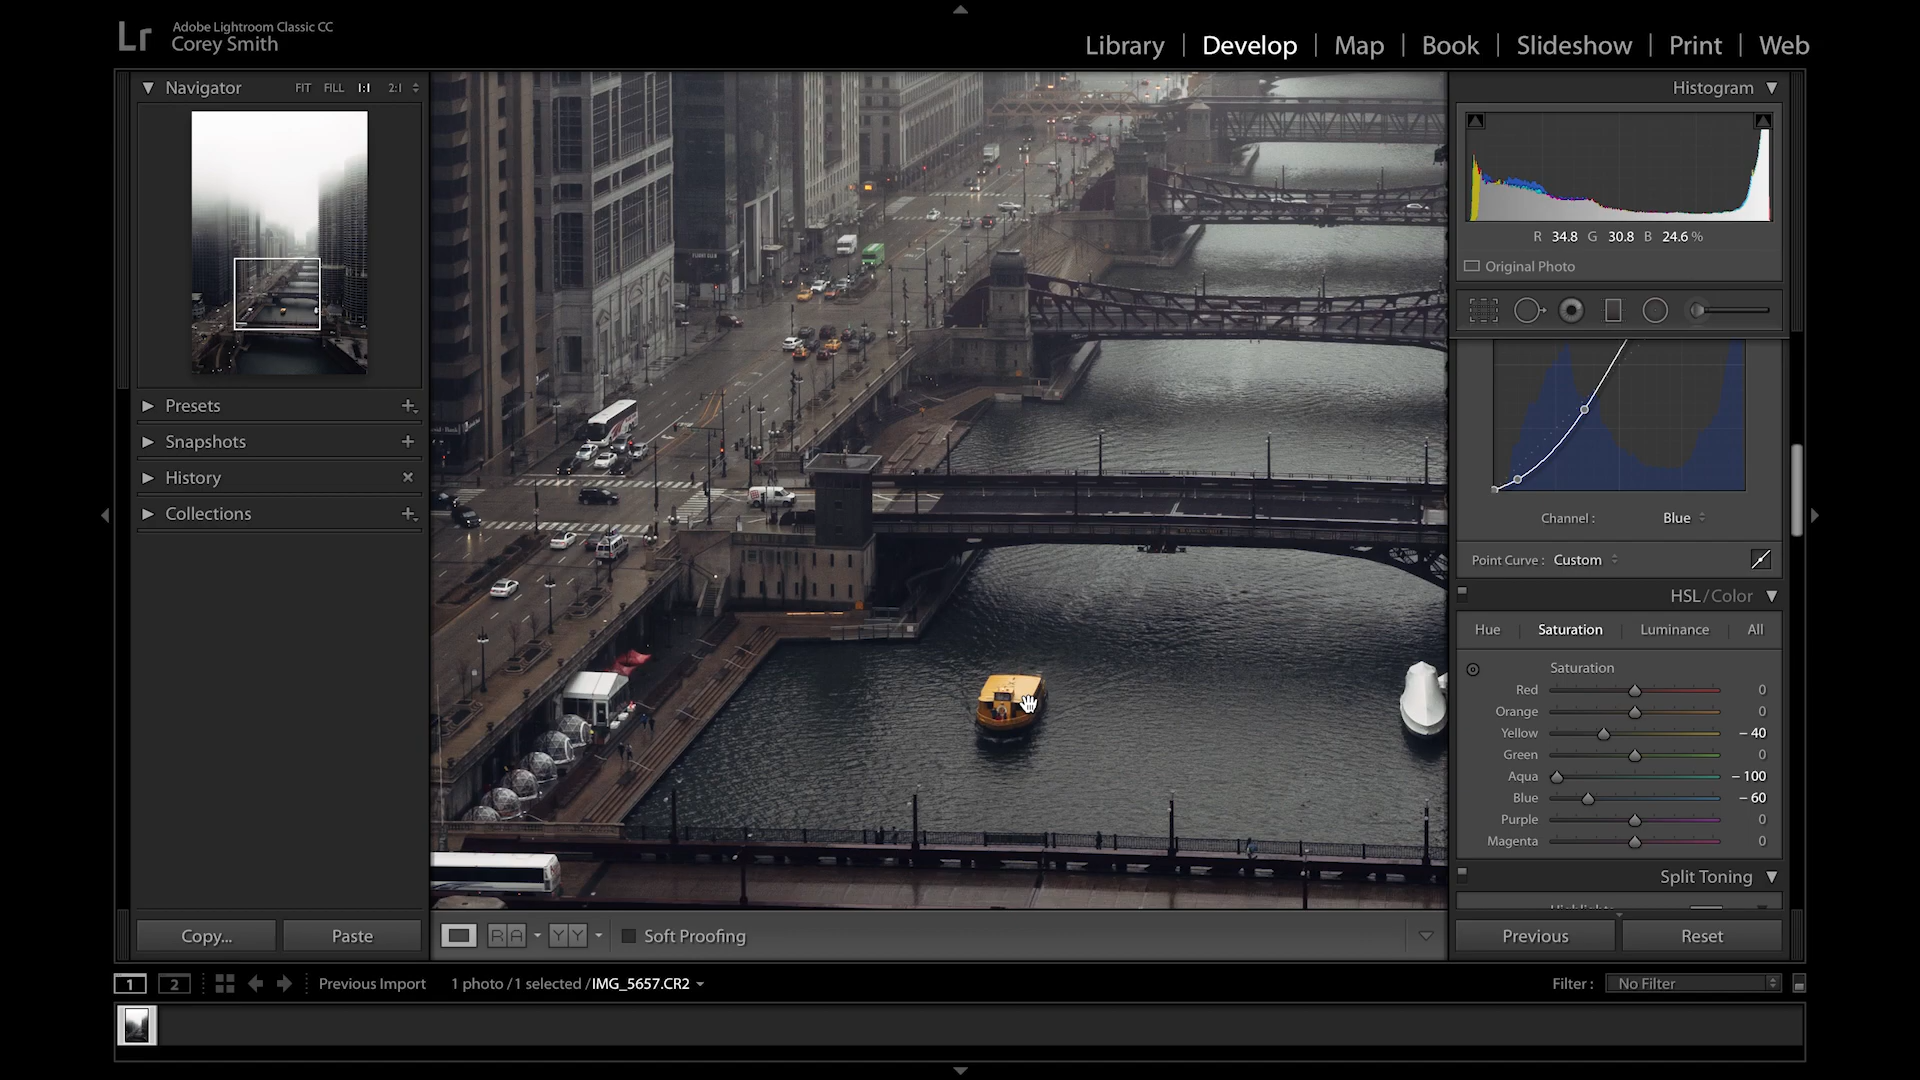 Lr Adobe Lightroom Classic CC
Corey Smith
Library | Develop | Map | Book | Slideshow | Print | Web
Navigator FIT FILL 1:1 2:1
Presets
Snapshots
History
Collections
Copy... Paste
Histogram
R 34.8 G 30.8 B 24.6 %
Original Photo
Channel : Blue
Point Curve : Custom
HSL / Color
Hue Saturation Luminance All
Saturation
Red 0
Orange 0
Yellow – 40
Green 0
Aqua – 100
Blue – 60
Purple 0
Magenta 0
Split Toning
Previous Reset
R A Y Y Soft Proofing
1 2 Previous Import 1 photo / 1 selected / IMG_5657.CR2
Filter : No Filter